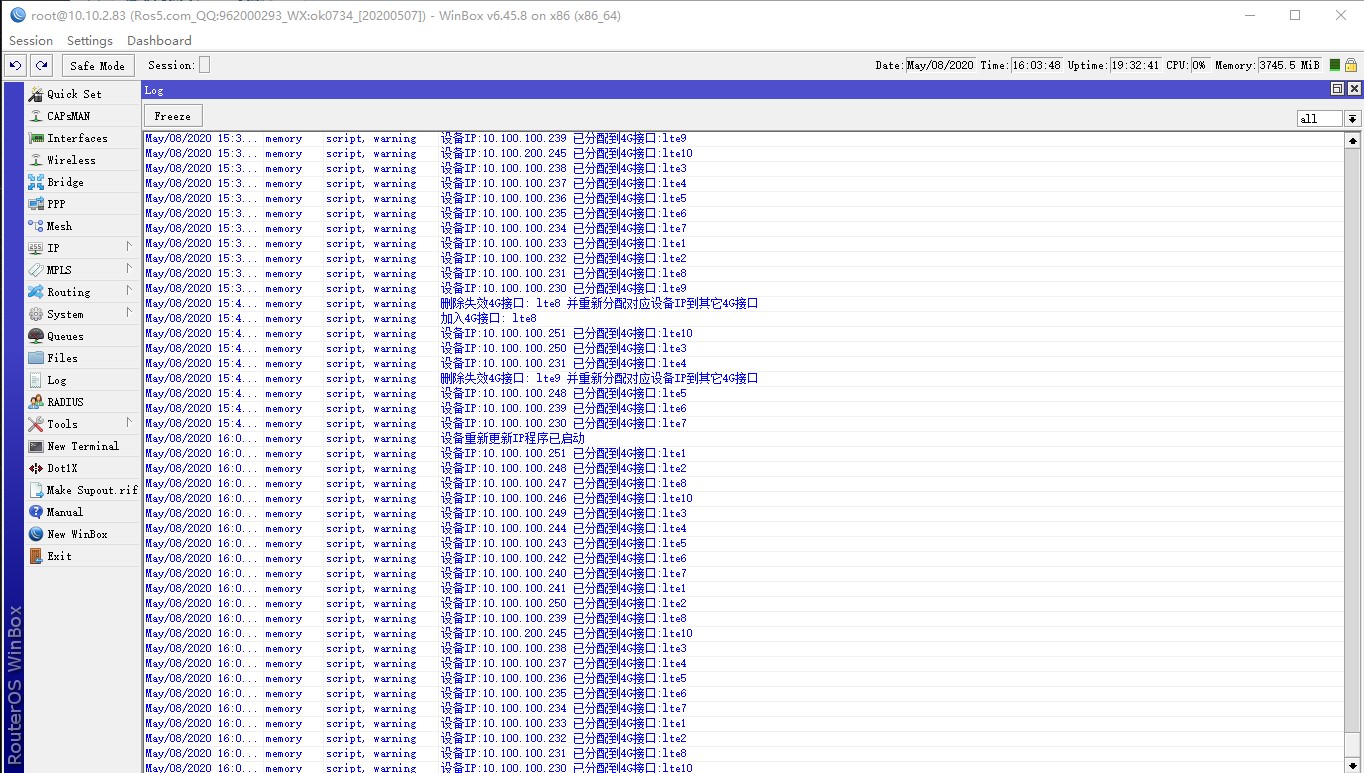 root@10.10.2.83 (Ros5.com_QQ:962000293_WX:ok0734_[20200507]) - WinBox v6.45.8 on x86 (x86_64)
Session Settings Dashboard
Safe Mode Session: Date: May/08/2020 Time: 16:03:48 Uptime: 19:32:41 CPU: 0% Memory: 3745.5 MiB
Quick Set
CAPsMAN
Interfaces
Wireless
Bridge
PPP
Mesh
IP
MPLS
Routing
System
Queues
Files
Log
RADIUS
Tools
New Terminal
Dot1X
Make Supout.rif
Manual
New WinBox
Exit
RouterOS WinBox
Log
Freeze
all
May/08/2020 15:3... memory script, warning 设备IP:10.100.100.239 已分配到4G接口:lte9
May/08/2020 15:3... memory script, warning 设备IP:10.100.200.245 已分配到4G接口:lte10
May/08/2020 15:3... memory script, warning 设备IP:10.100.100.238 已分配到4G接口:lte3
May/08/2020 15:3... memory script, warning 设备IP:10.100.100.237 已分配到4G接口:lte4
May/08/2020 15:3... memory script, warning 设备IP:10.100.100.236 已分配到4G接口:lte5
May/08/2020 15:3... memory script, warning 设备IP:10.100.100.235 已分配到4G接口:lte6
May/08/2020 15:3... memory script, warning 设备IP:10.100.100.234 已分配到4G接口:lte7
May/08/2020 15:3... memory script, warning 设备IP:10.100.100.233 已分配到4G接口:lte1
May/08/2020 15:3... memory script, warning 设备IP:10.100.100.232 已分配到4G接口:lte2
May/08/2020 15:3... memory script, warning 设备IP:10.100.100.231 已分配到4G接口:lte8
May/08/2020 15:3... memory script, warning 设备IP:10.100.100.230 已分配到4G接口:lte9
May/08/2020 15:4... memory script, warning 删除失效4G接口: lte8 并重新分配对应设备IP到其它4G接口
May/08/2020 15:4... memory script, warning 加入4G接口: lte8
May/08/2020 15:4... memory script, warning 设备IP:10.100.100.251 已分配到4G接口:lte10
May/08/2020 15:4... memory script, warning 设备IP:10.100.100.250 已分配到4G接口:lte3
May/08/2020 15:4... memory script, warning 设备IP:10.100.100.231 已分配到4G接口:lte4
May/08/2020 15:4... memory script, warning 删除失效4G接口: lte9 并重新分配对应设备IP到其它4G接口
May/08/2020 15:4... memory script, warning 设备IP:10.100.100.248 已分配到4G接口:lte5
May/08/2020 15:4... memory script, warning 设备IP:10.100.100.239 已分配到4G接口:lte6
May/08/2020 15:4... memory script, warning 设备IP:10.100.100.230 已分配到4G接口:lte7
May/08/2020 16:0... memory script, warning 设备重新更新IP程序已启动
May/08/2020 16:0... memory script, warning 设备IP:10.100.100.251 已分配到4G接口:lte1
May/08/2020 16:0... memory script, warning 设备IP:10.100.100.248 已分配到4G接口:lte2
May/08/2020 16:0... memory script, warning 设备IP:10.100.100.247 已分配到4G接口:lte8
May/08/2020 16:0... memory script, warning 设备IP:10.100.100.246 已分配到4G接口:lte10
May/08/2020 16:0... memory script, warning 设备IP:10.100.100.249 已分配到4G接口:lte3
May/08/2020 16:0... memory script, warning 设备IP:10.100.100.244 已分配到4G接口:lte4
May/08/2020 16:0... memory script, warning 设备IP:10.100.100.243 已分配到4G接口:lte5
May/08/2020 16:0... memory script, warning 设备IP:10.100.100.242 已分配到4G接口:lte6
May/08/2020 16:0... memory script, warning 设备IP:10.100.100.240 已分配到4G接口:lte7
May/08/2020 16:0... memory script, warning 设备IP:10.100.100.241 已分配到4G接口:lte1
May/08/2020 16:0... memory script, warning 设备IP:10.100.100.250 已分配到4G接口:lte2
May/08/2020 16:0... memory script, warning 设备IP:10.100.100.239 已分配到4G接口:lte8
May/08/2020 16:0... memory script, warning 设备IP:10.100.200.245 已分配到4G接口:lte10
May/08/2020 16:0... memory script, warning 设备IP:10.100.100.238 已分配到4G接口:lte3
May/08/2020 16:0... memory script, warning 设备IP:10.100.100.237 已分配到4G接口:lte4
May/08/2020 16:0... memory script, warning 设备IP:10.100.100.236 已分配到4G接口:lte5
May/08/2020 16:0... memory script, warning 设备IP:10.100.100.235 已分配到4G接口:lte6
May/08/2020 16:0... memory script, warning 设备IP:10.100.100.234 已分配到4G接口:lte7
May/08/2020 16:0... memory script, warning 设备IP:10.100.100.233 已分配到4G接口:lte1
May/08/2020 16:0... memory script, warning 设备IP:10.100.100.232 已分配到4G接口:lte2
May/08/2020 16:0... memory script, warning 设备IP:10.100.100.231 已分配到4G接口:lte8
May/08/2020 16:0... memory script, warning 设备IP:10.100.100.230 已分配到4G接口:lte10